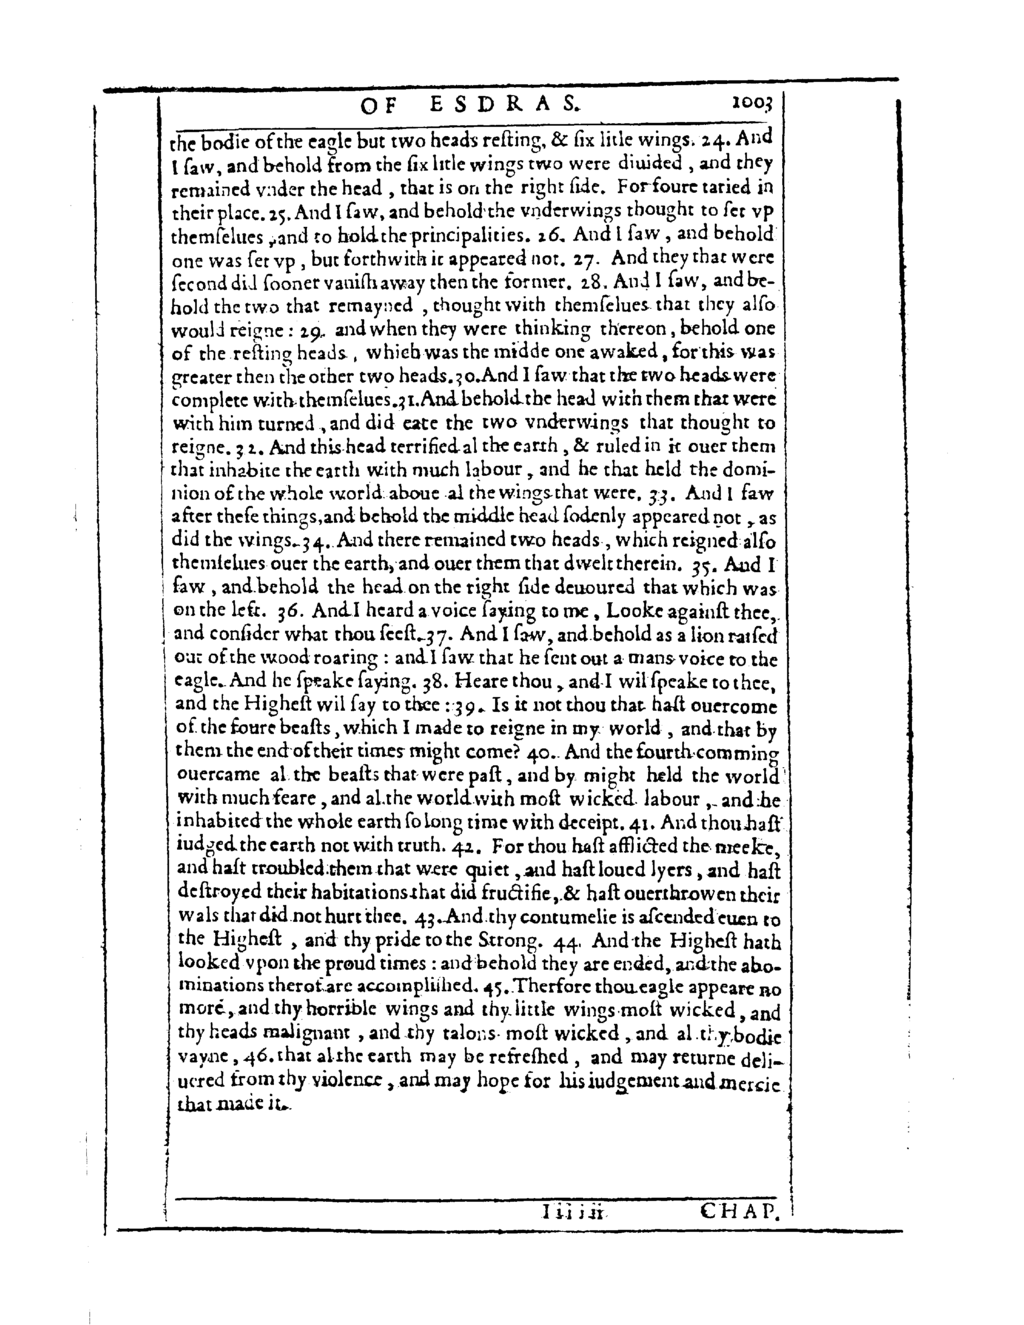 OF ESDRAS. 1003
the bodie of the eagle but two heads resting, & six litle wings. 24. And
I saw, and behold from the six litle wings two were diuided, and they
remained vnder the head, that is on the right side. For foure taried in
their place. 25. And I saw, and behold the vnderwings thought to set vp
themselues, and to hold the principalities. 26. And I saw, and behold
one was set vp, but forthwith it appeared not. 27. And they that were
second did sooner vanish away then the former. 28. And I saw, and be-
hold the two that remayned, thought with themselues that they also
would reigne: 29. and when they were thinking thereon, behold one
of the resting heads, which was the midde one awaked, for this was
greater then the other two heads. 30. And I saw that the two heads were
complete with themselues. 31. And behold the head with them that were
with him turned, and did eate the two vnderwings that thought to
reigne. 32. And this head terrified al the earth, & ruled in it ouer them
that inhabite the earth with much labour, and he that held the domi-
nion of the whole world aboue al the wings that were. 33. And I saw
after these things, and behold the middle head sodenly appeared not, as
did the wings. 34. And there remained two heads, which reigned also
themselues ouer the earth, and ouer them that dwelt therein. 35. And I
saw, and behold the head on the right side deuoured that which was
on the left. 36. And I heard a voice saying to me, Looke against thee,
and consider what thou seest. 37. And I saw, and behold as a lion raised
out of the wood roaring: and I saw that he sent out a mans voice to the
eagle. And he speake saying. 38. Heare thou, and I wil speake to thee,
and the Highest wil say to thee: 39. Is it not thou that hast ouercome
of the foure beasts, which I made to reigne in my world, and that by
them the end of their times might come? 40. And the fourth comming
ouercame al the beasts that were past, and by might held the world
with much feare, and al the world with most wicked labour, and he
inhabited the whole earth so long time with deceipt. 41. And thou hast
iudged the earth not with truth. 42. For thou hast afflicted the meeke,
and hast troubled them that were quiet, and hast loued lyers, and hast
destroyed their habitations that did fructifie, & hast ouerthrowen their
wals that did not hurt thee. 43. And thy contumelie is ascended euen to
the Highest, and thy pride to the Strong. 44. And the Highest hath
looked vpon the proud times: and behold they are ended, and the abo-
minations therof are accomplished. 45. Therfore thou eagle appeare no
more, and thy horrible wings and thy little wings most wicked, and
thy heads malignant, and thy talons most wicked, and al thy bodie
vayne, 46. that al the earth may be refreshed, and may returne deli-
uered from thy violence, and may hope for his iudgement and mercie
that made it.
Iiiiii CHAP.